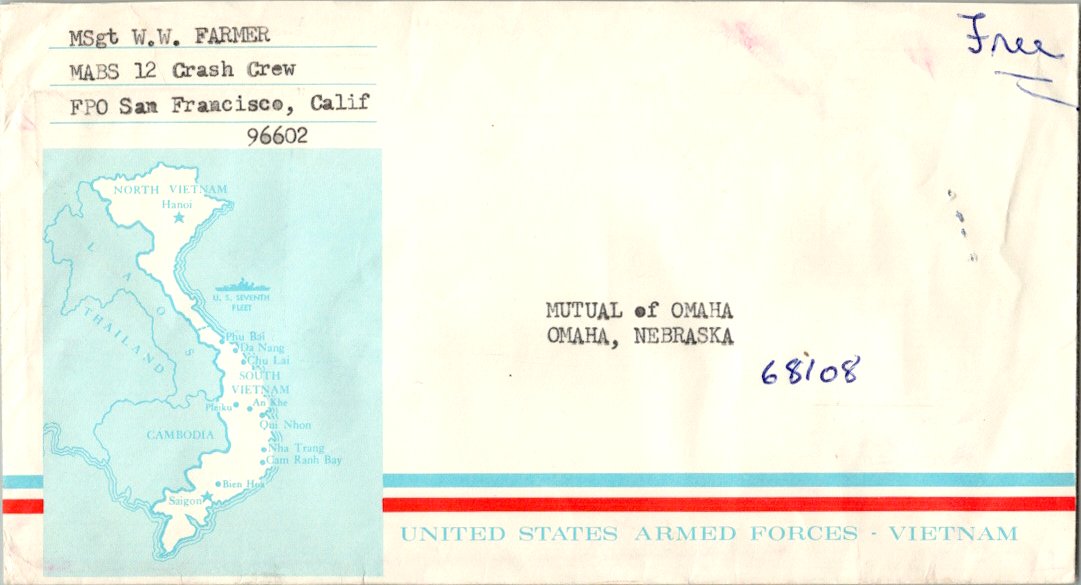 MSgt W.W. FARMER
MABS 12 Crash Crew
FPO San Francisco, Calif
96602
Free
NORTH VIETNAM
Hanoi
LAOS
THAILAND
U. S. SEVENTH
FLEET
Phu Bai
Da Nang
Chu Lai
SOUTH
VIETNAM
Pleiku
An Khe
Qui Nhon
CAMBODIA
Nha Trang
Cam Ranh Bay
Bien Hoa
Saigon
MUTUAL of OMAHA
OMAHA, NEBRASKA
68108
UNITED STATES ARMED FORCES - VIETNAM